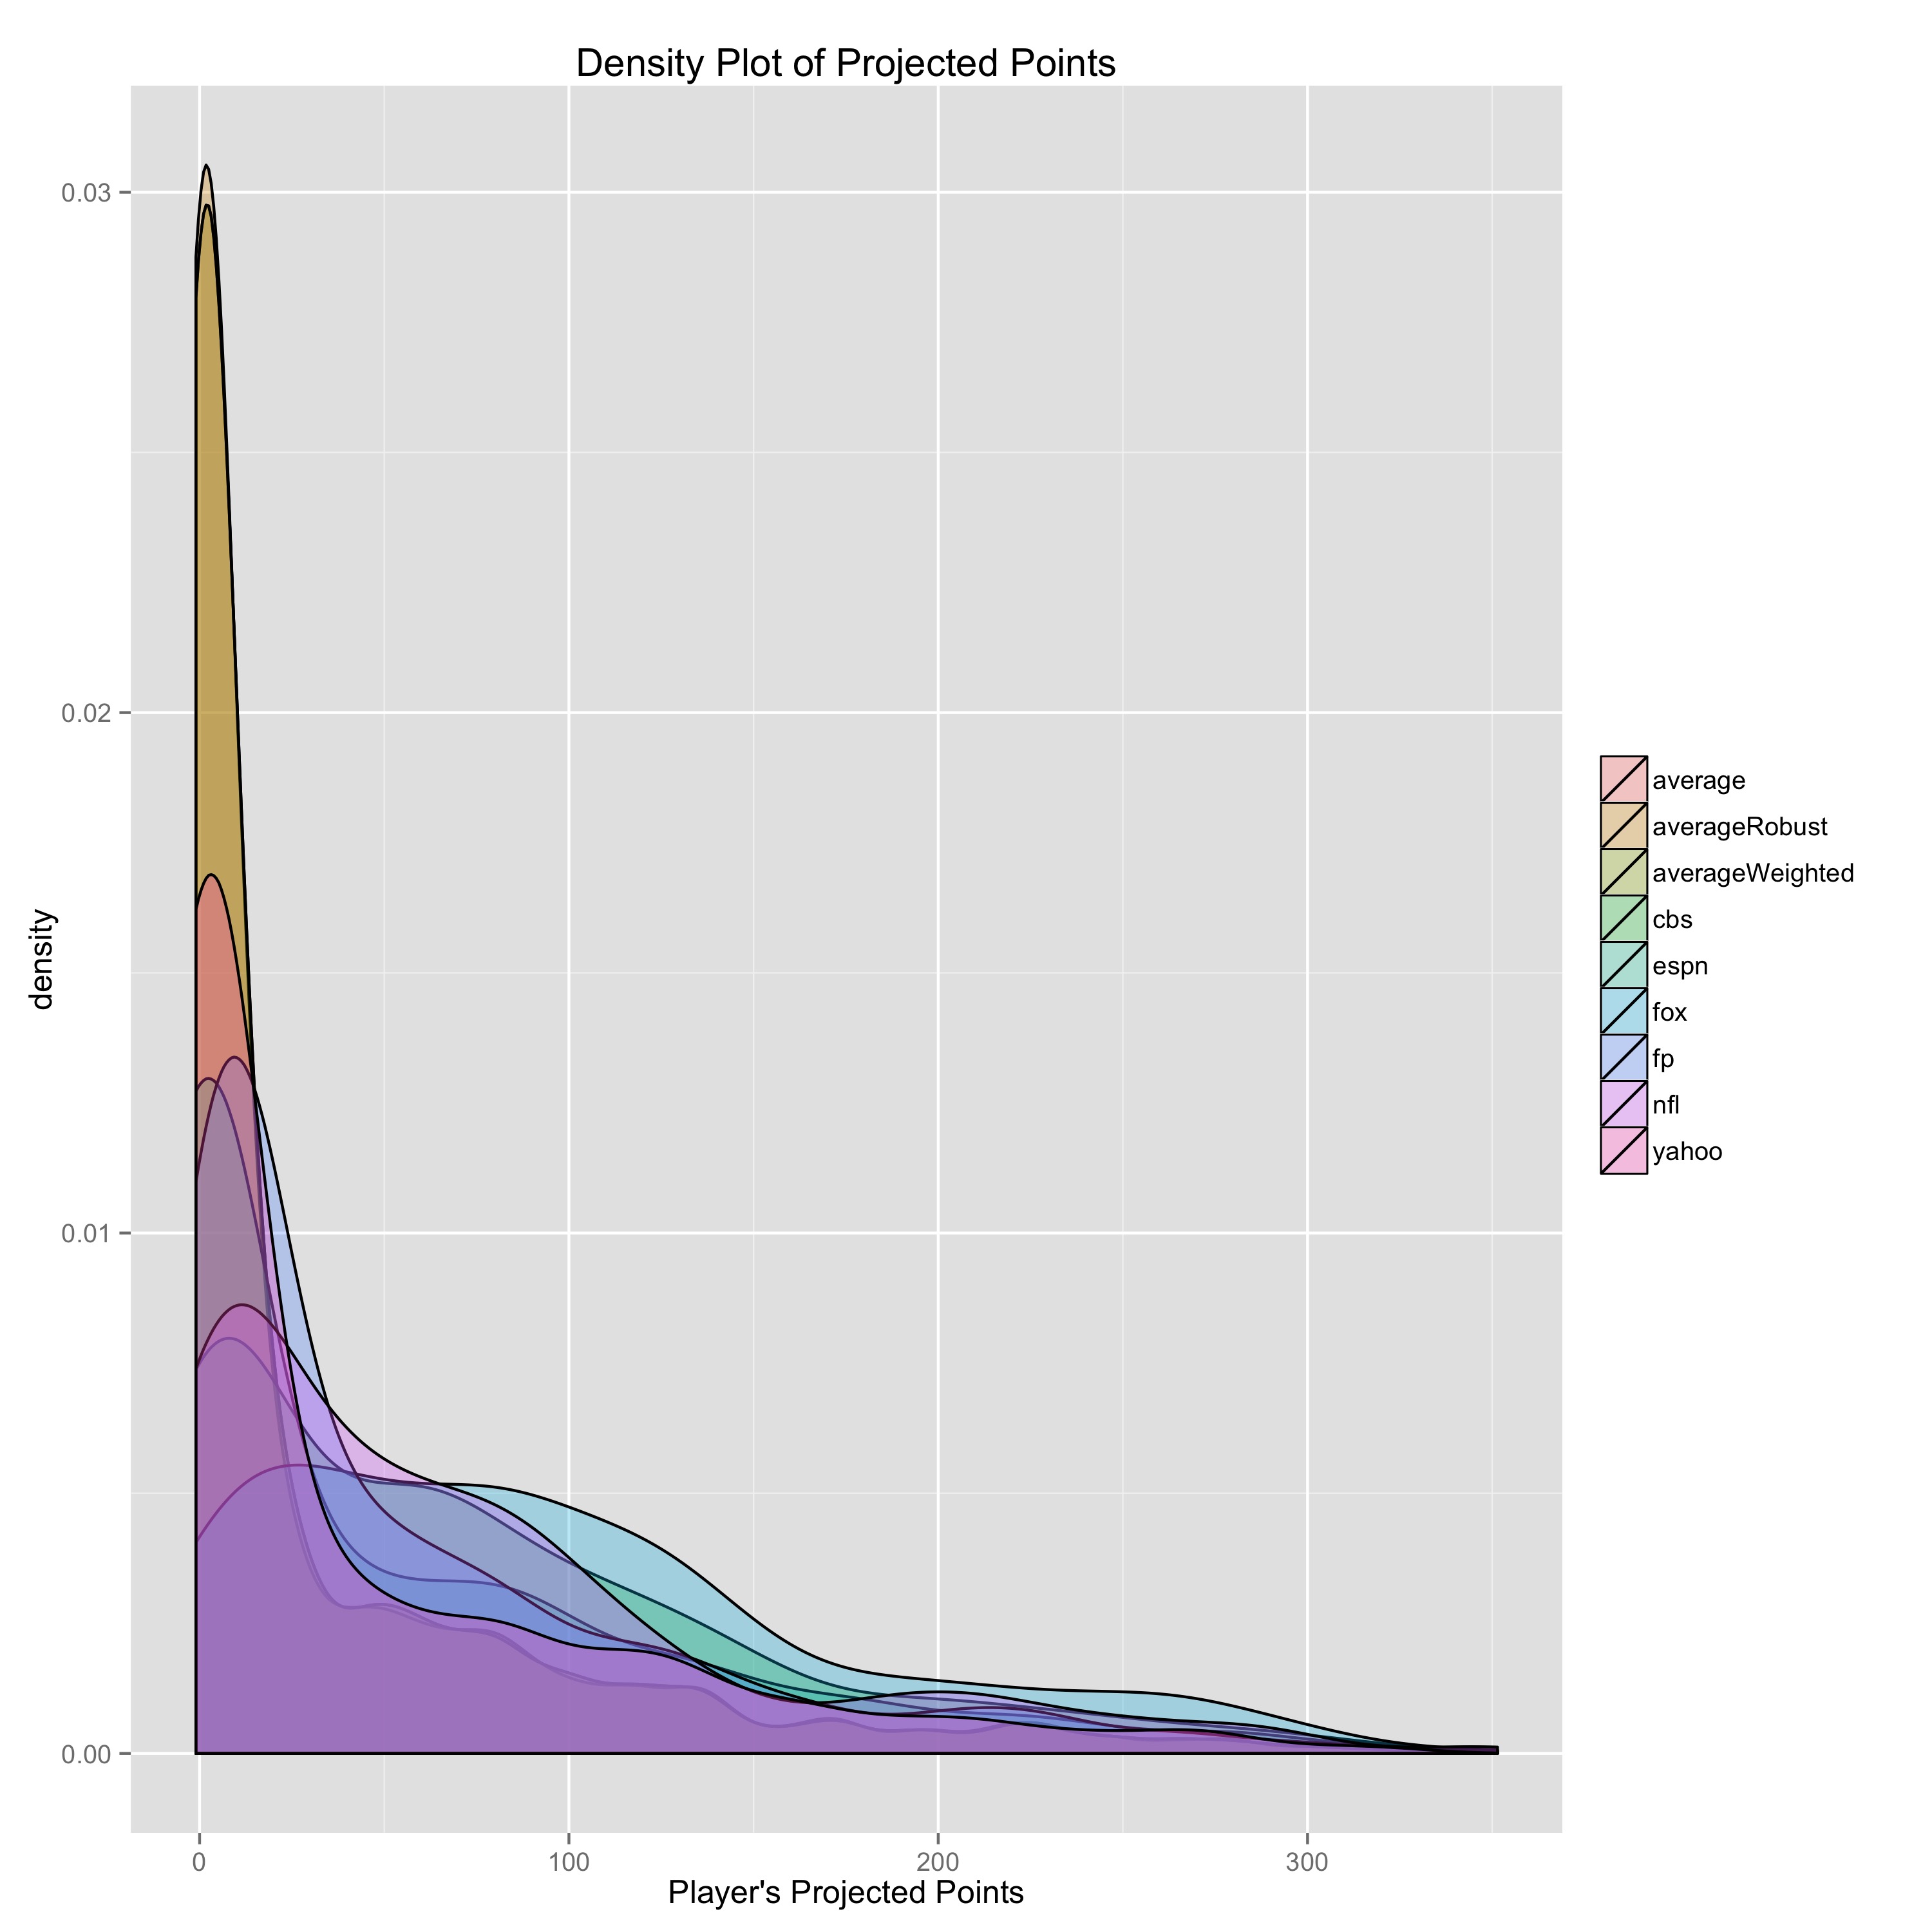 Density Plot of Projected Points
0.03
0.02
0.01
0.00
density
0
100
200
300
Player's Projected Points
average
averageRobust
averageWeighted
cbs
espn
fox
fp
nfl
yahoo